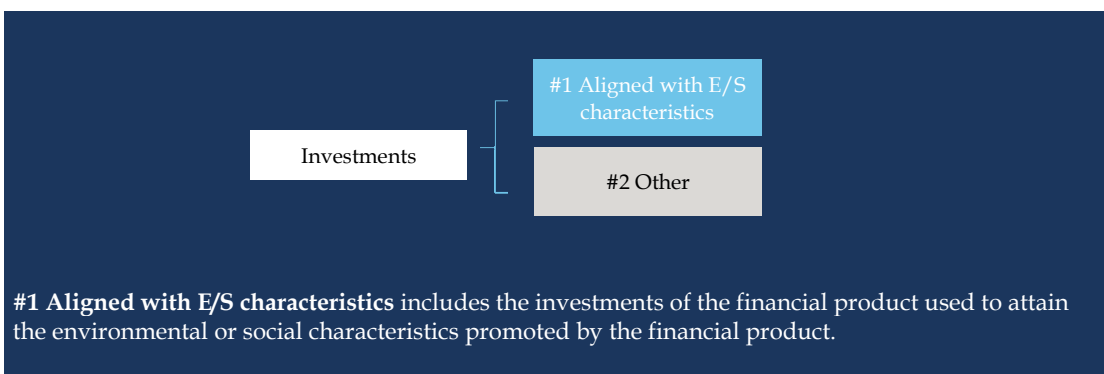 #1 Aligned with E/S
characteristics
Investments
#2 Other
#1 Aligned with E/S characteristics includes the investments of the financial product used to attain
the environmental or social characteristics promoted by the financial product.